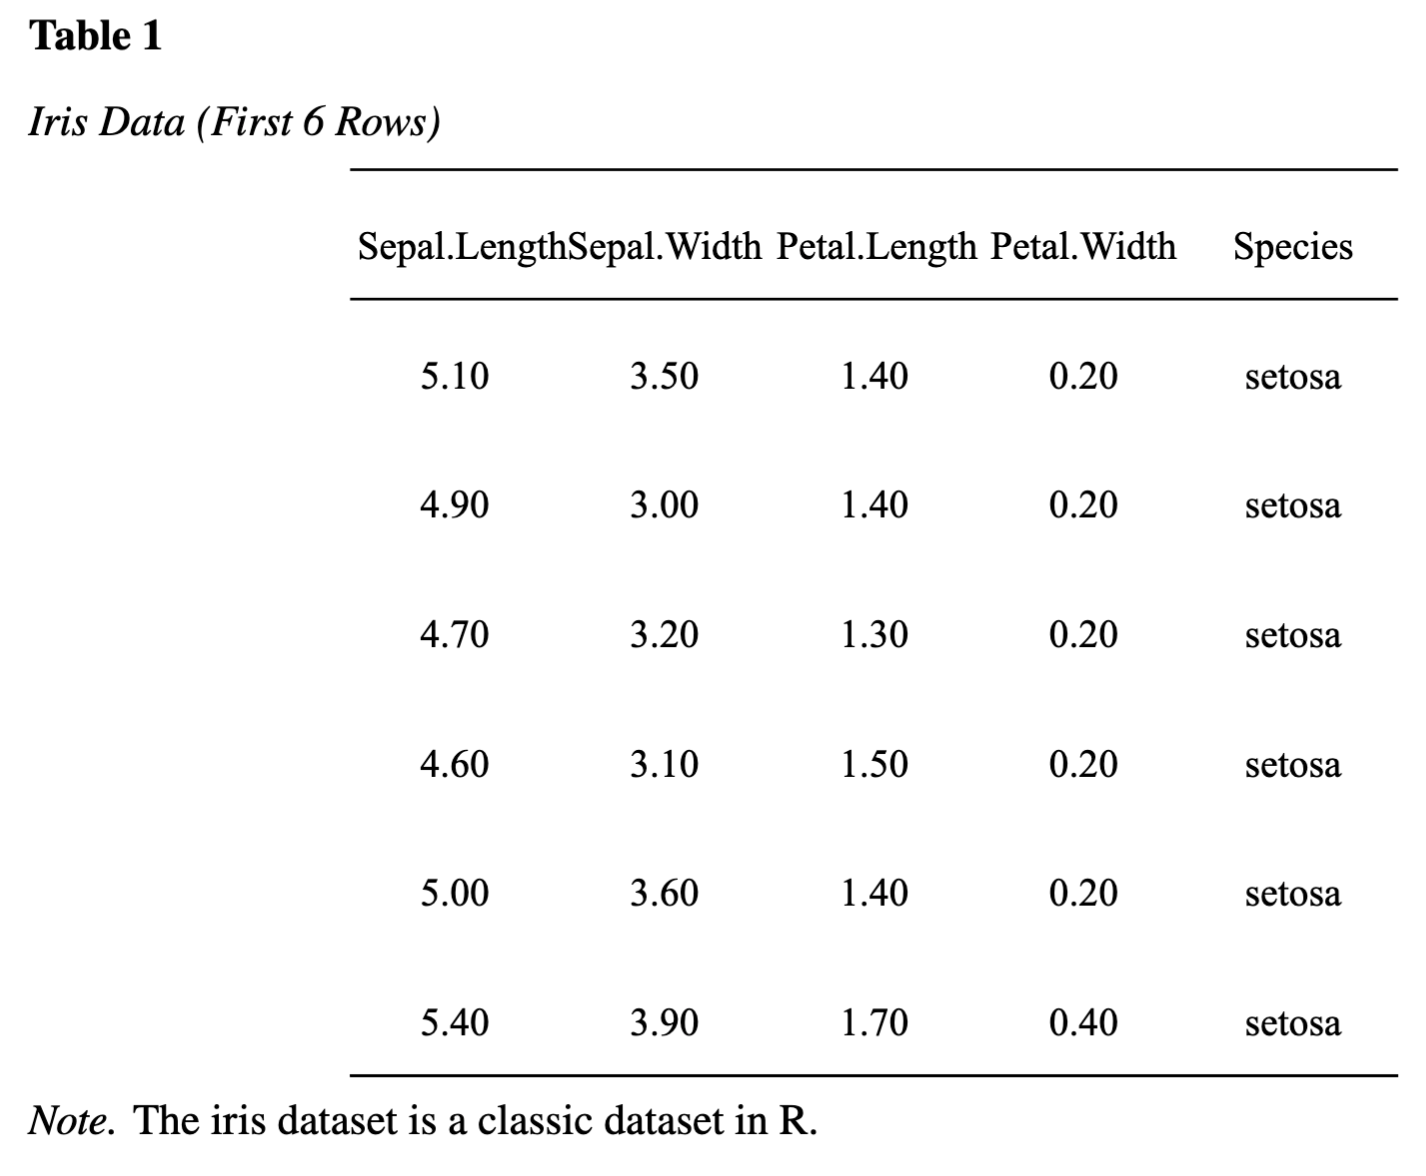 Table 1
Iris Data (First 6 Rows)
Sepal.Length Sepal.Width Petal.Length Petal.Width Species
5.10 3.50 1.40 0.20 setosa
4.90 3.00 1.40 0.20 setosa
4.70 3.20 1.30 0.20 setosa
4.60 3.10 1.50 0.20 setosa
5.00 3.60 1.40 0.20 setosa
5.40 3.90 1.70 0.40 setosa
Note. The iris dataset is a classic dataset in R.